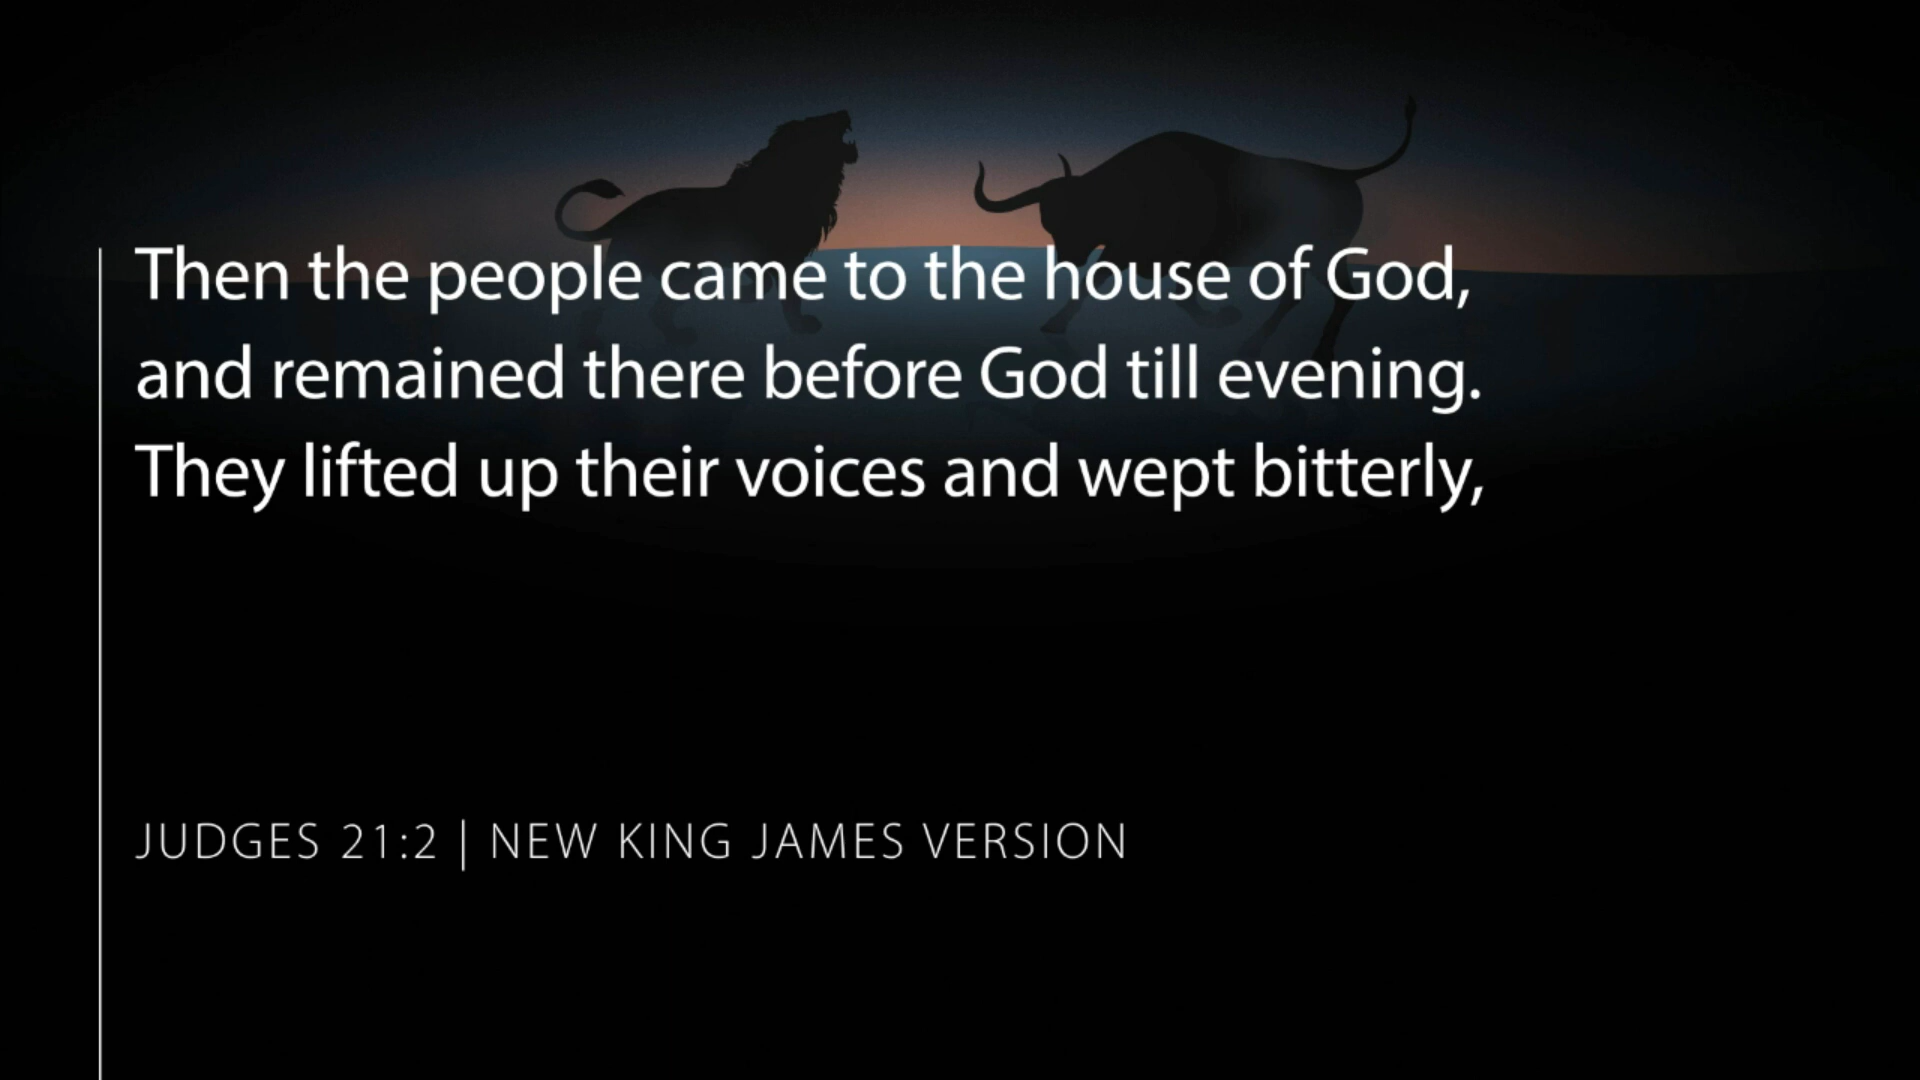 Then the people came to the house of God,
and remained there before God till evening.
They lifted up their voices and wept bitterly,
JUDGES 21:2 | NEW KING JAMES VERSION